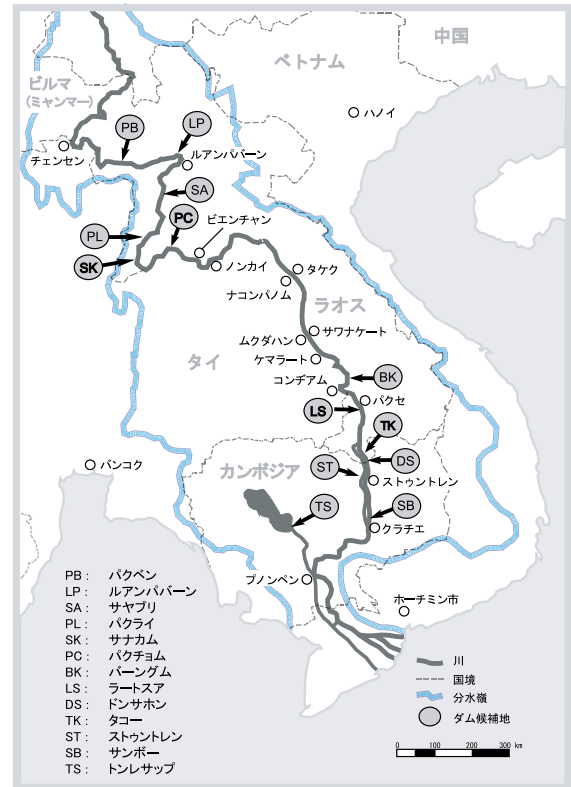 中国
ベトナム
ビルマ
(ミャンマー)
ハノイ
PB
LP
チェンセン
ルアンパバーン
SA
PC
ビエンチャン
PL
SK
ノンカイ
タケク
ナコンパノム
ラオス
サワナケート
ムクダハン
タイ
ケマラート
コンヂアム
BK
パクセ
LS
TK
バンコク
カンボジア
ST
DS
ストゥントレン
TS
SB
クラチエ
プノンペン
ホーチミン市
PB : パクベン
LP : ルアンパバーン
SA : サヤブリ
PL : パクライ
SK : サナカム
PC : パクチョム
BK : バーングム
LS : ラートスア
DS : ドンサホン
TK : タコー
ST : ストゥントレン
SB : サンボー
TS : トンレサップ
川
国境
分水嶺
ダム候補地
0 100 200 300 km